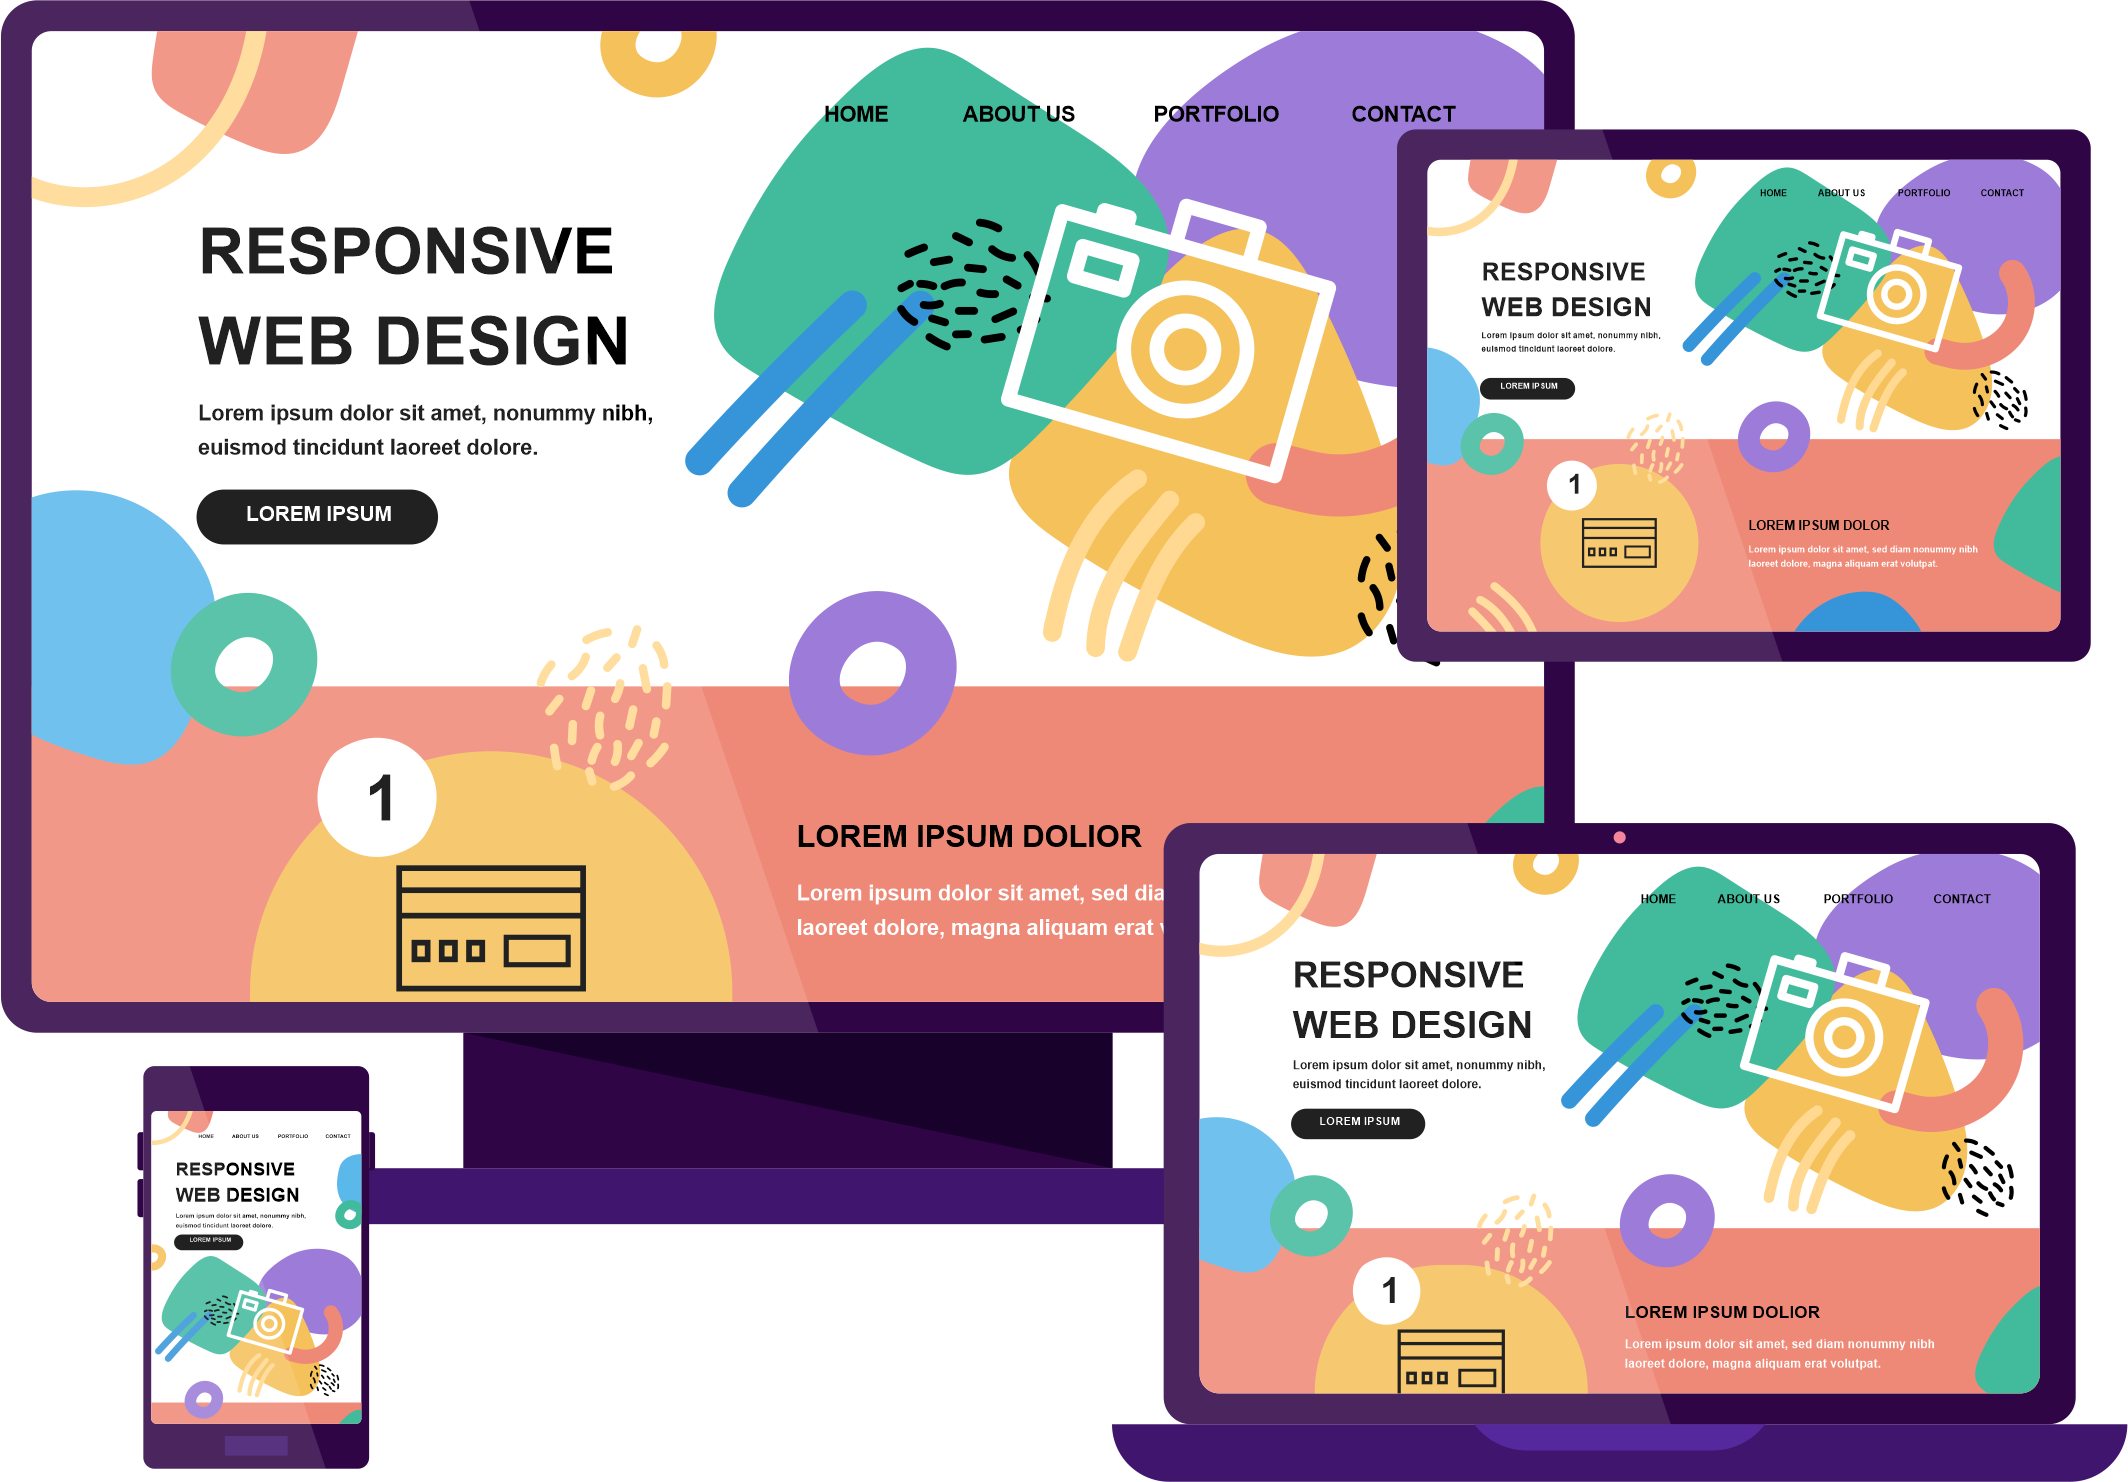 HOME ABOUT US PORTFOLIO CONTACT
RESPONSIVE
WEB DESIGN
Lorem ipsum dolor sit amet, nonummy nibh,
euismod tincidunt laoreet dolore.
LOREM IPSUM
1
LOREM IPSUM DOLIOR
Lorem ipsum dolor sit amet, sed dia
laoreet dolore, magna aliquam erat
HOME ABOUT US PORTFOLIO CONTACT
RESPONSIVE
WEB DESIGN
Lorem ipsum dolor sit amet, nonummy nibh,
euismod tincidunt laoreet dolore.
LOREM IPSUM
1
LOREM IPSUM DOLOR
Lorem ipsum dolor sit amet, sed diam nonummy nibh
laoreet dolore, magna aliquam erat volutpat.
HOME ABOUT US PORTFOLIO CONTACT
RESPONSIVE
WEB DESIGN
Lorem ipsum dolor sit amet, nonummy nibh,
euismod tincidunt laoreet dolore.
LOREM IPSUM
HOME ABOUT US PORTFOLIO CONTACT
RESPONSIVE
WEB DESIGN
Lorem ipsum dolor sit amet, nonummy nibh,
euismod tincidunt laoreet dolore.
LOREM IPSUM
1
LOREM IPSUM DOLIOR
Lorem ipsum dolor sit amet, sed diam nonummy nibh
laoreet dolore, magna aliquam erat volutpat.